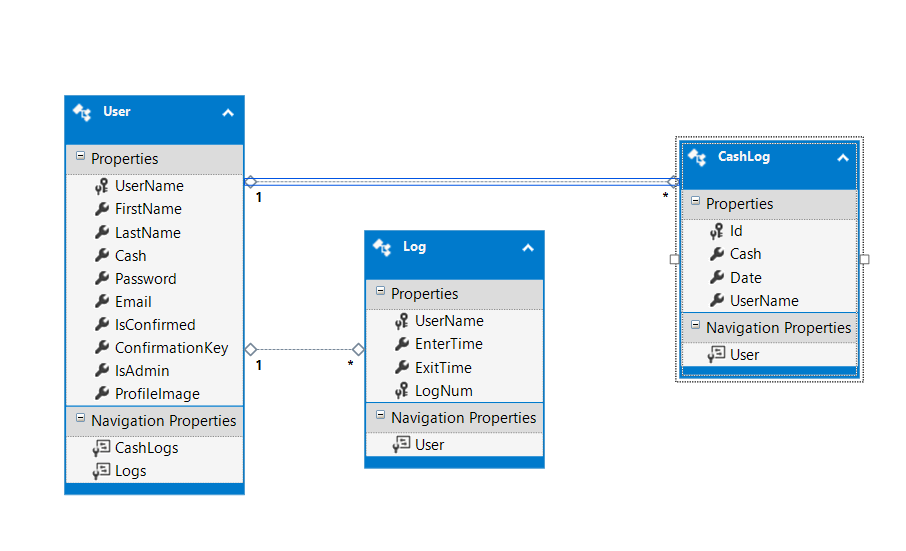 User
Properties
UserName
FirstName
LastName
Cash
Password
Email
IsConfirmed
ConfirmationKey
IsAdmin
ProfileImage
Navigation Properties
CashLogs
Logs
1
*
1
*
Log
Properties
UserName
EnterTime
ExitTime
LogNum
Navigation Properties
User
CashLog
Properties
Id
Cash
Date
UserName
Navigation Properties
User